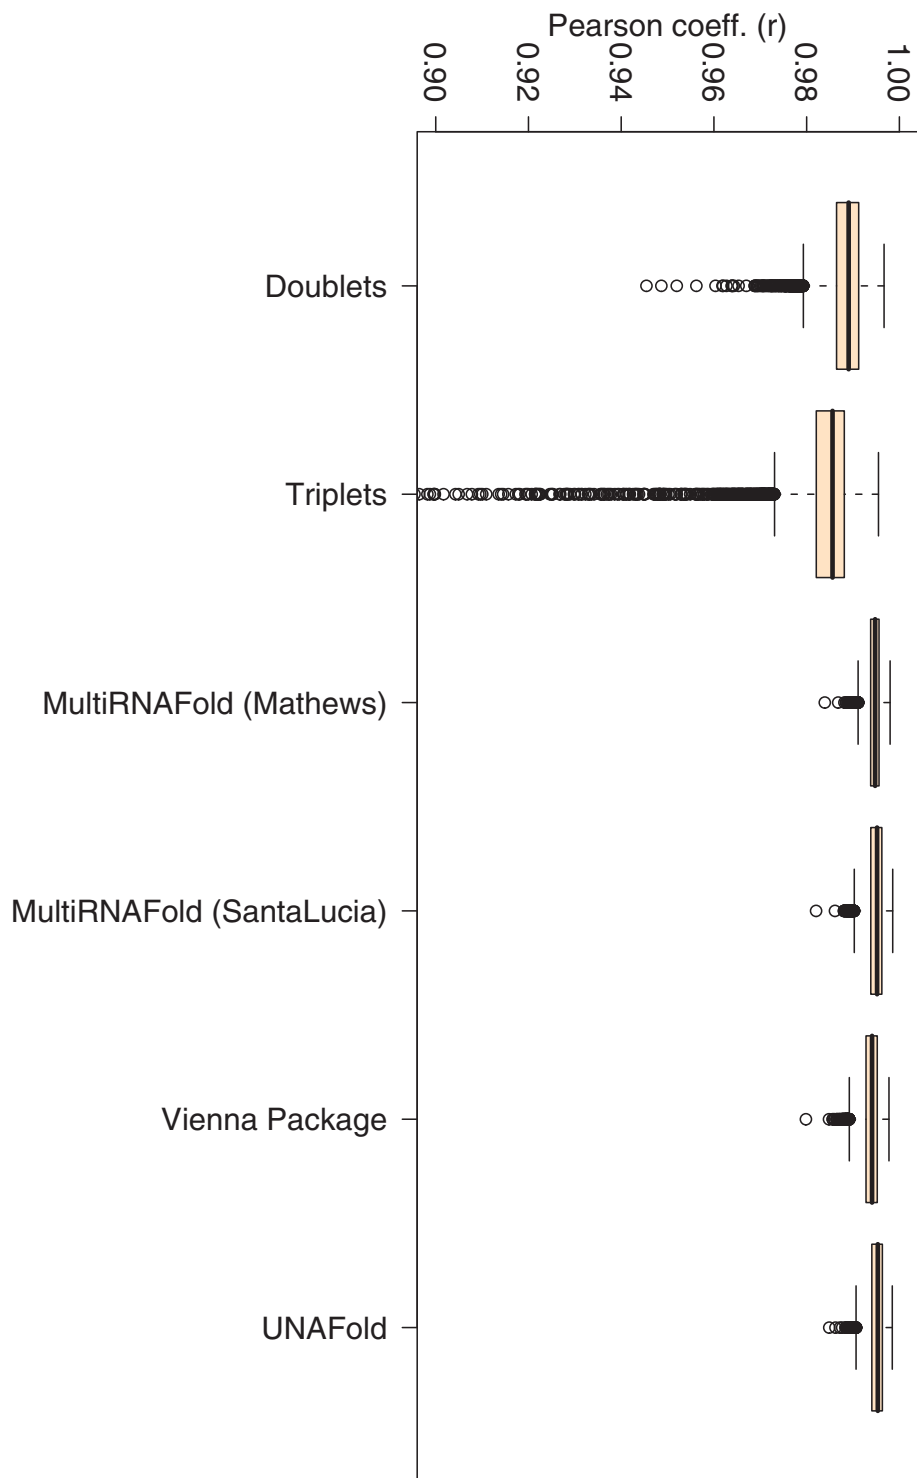 Pearson coeff. (r)
0.90
0.92
0.94
0.96
0.98
1.00
Doublets
Triplets
MultiRNAFold (Mathews)
MultiRNAFold (SantaLucia)
Vienna Package
UNAFold